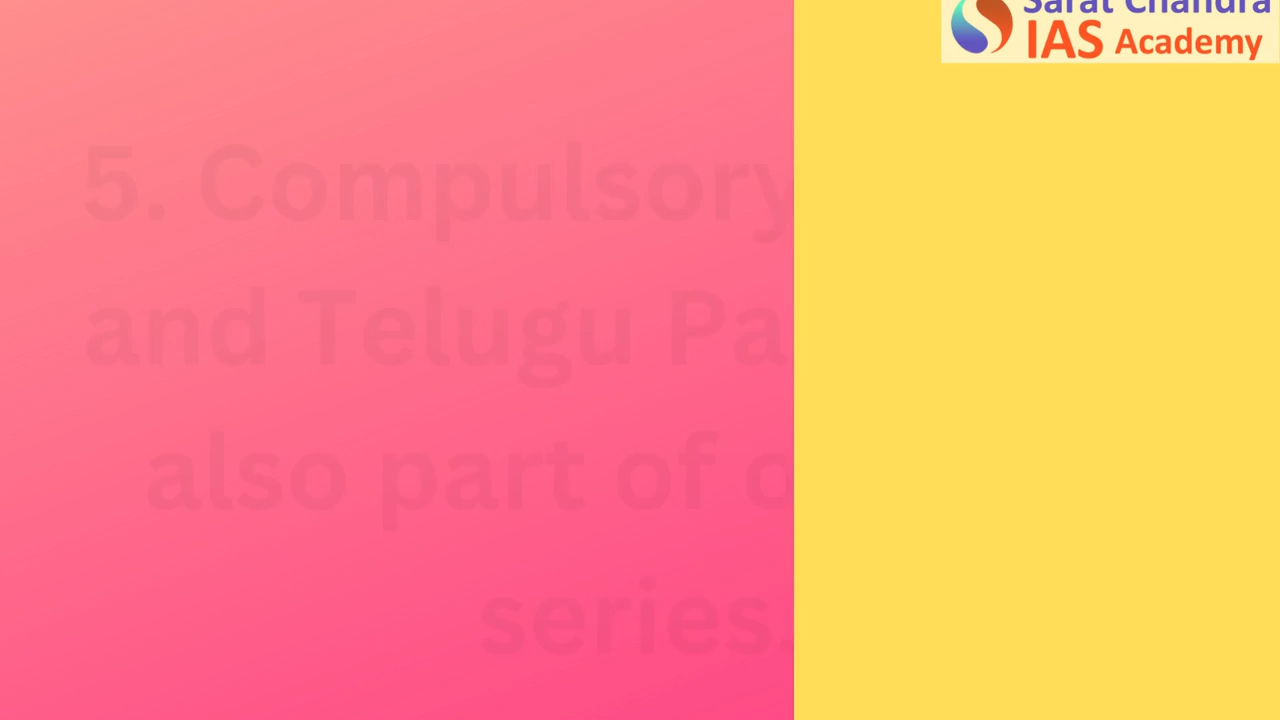 Sarat Chandra
IAS Academy
5. Compulsory
and Telugu Pa
also part of o
series.